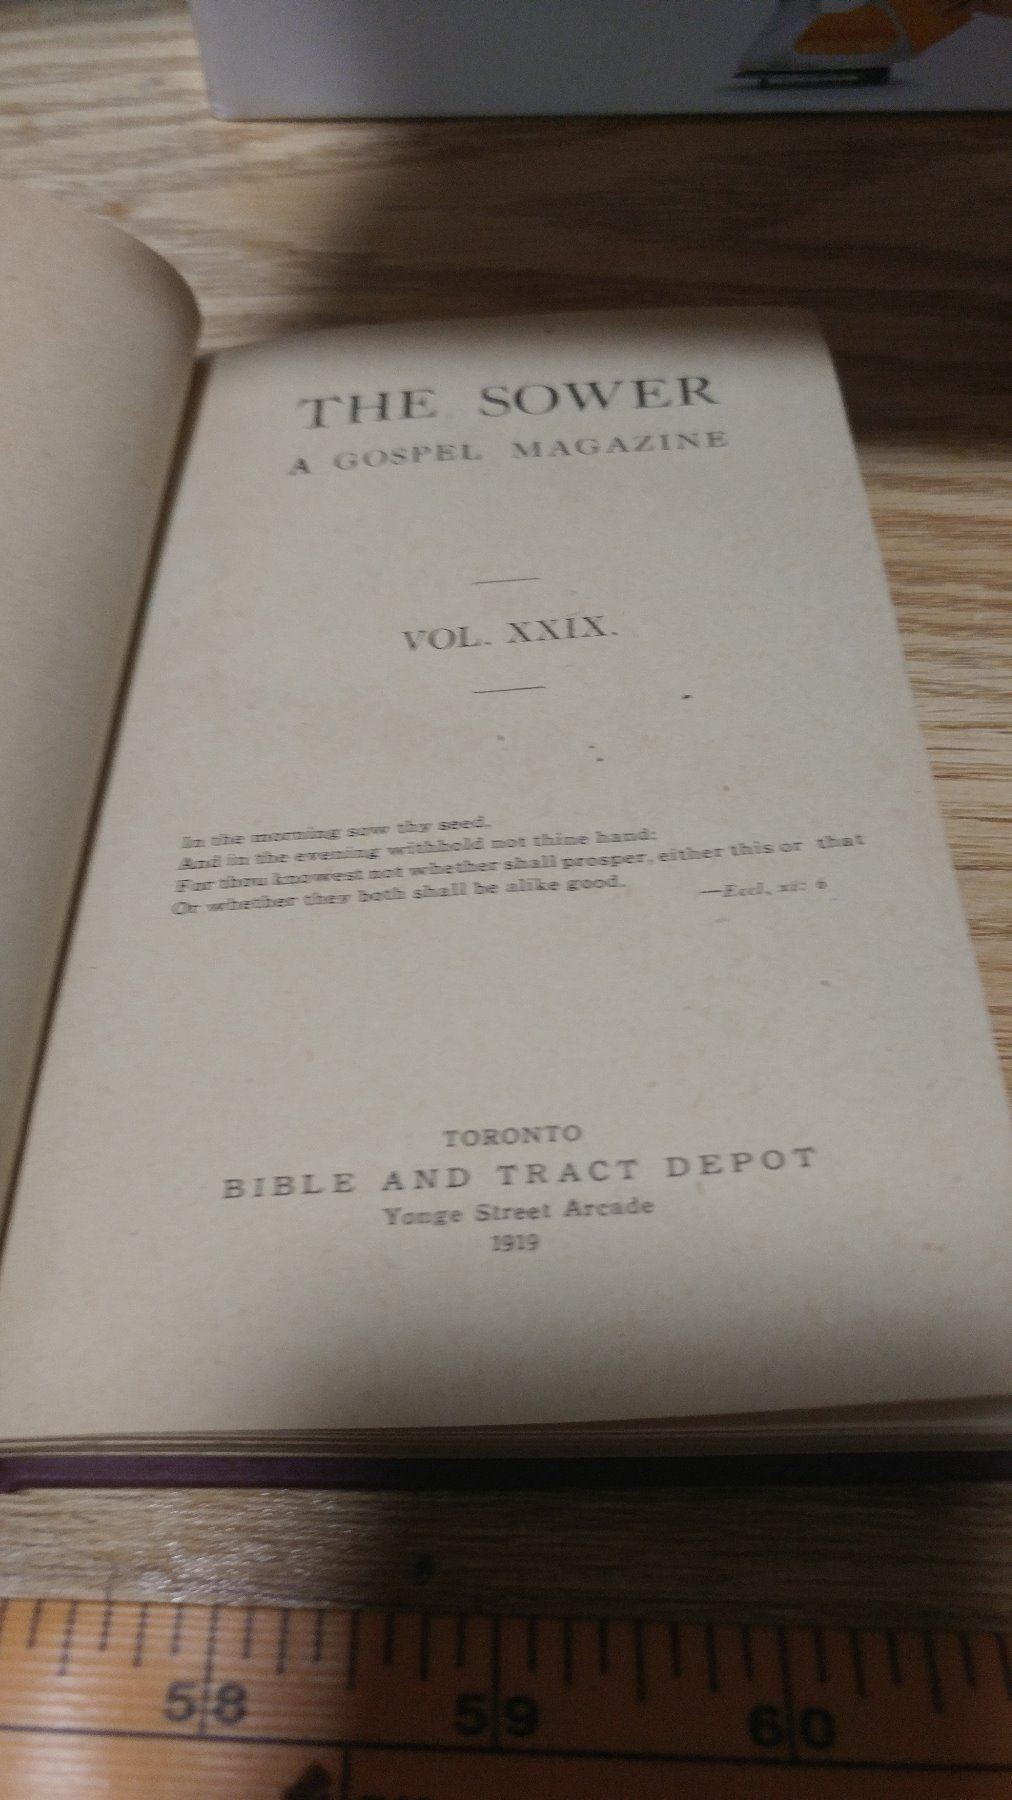 THE SOWER
A GOSPEL MAGAZINE
VOL. XXIX.
In the morning sow thy seed,
And in the evening withhold not thine hand:
For thou knowest not whether shall prosper, either this or that
Or whether they both shall be alike good.
—Eccl, xi: 6
TORONTO
BIBLE AND TRACT DEPOT
Yonge Street Arcade
1919
58 59 60